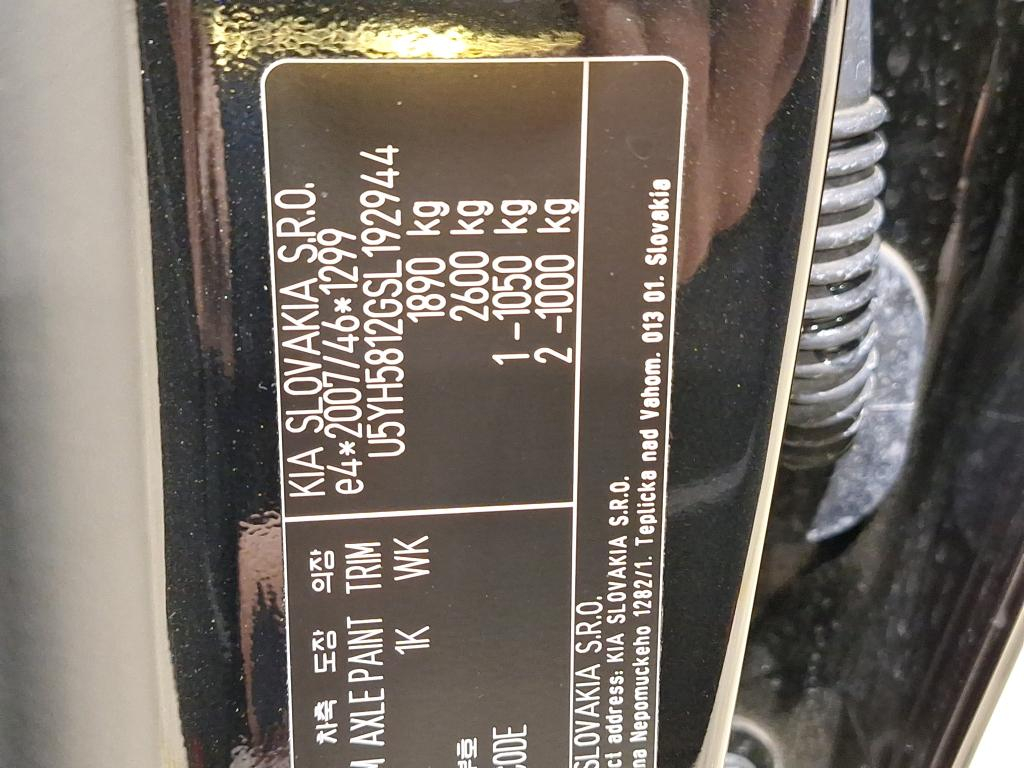 KIA SLOVAKIA S.R.O.
e4*2007/46*1299
U5YH5812GSL192944
1890 kg
2600 kg
1 -1050 kg
2 -1000 kg
차축 도장 의장
AXLE PAINT TRIM
1K WK
SLOVAKIA S.R.O.
address: KIA SLOVAKIA S.R.O.
Nepomuckeno 1282/1. Teplicka nad Vahom. 013 01. Slovakia